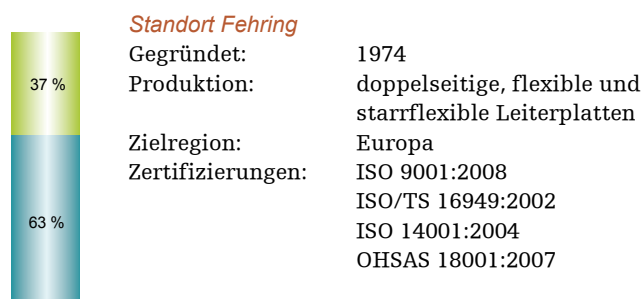 Standort Fehring
Gegründet: 1974
37 % Produktion: doppelseitige, flexible und
starrflexible Leiterplatten
Zielregion: Europa
Zertifizierungen: ISO 9001:2008
ISO/TS 16949:2002
63 % ISO 14001:2004
OHSAS 18001:2007